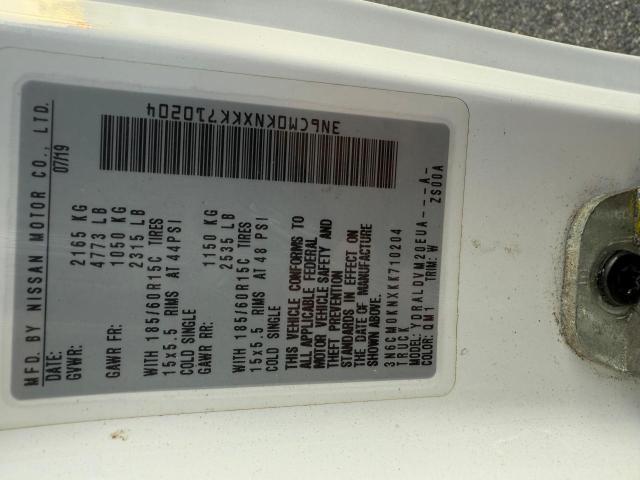 MFD. BY NISSAN MOTOR CO., LTD.
DATE: 07/19
GVWR: 2165 KG
4773 LB
GAWR FR: 1050 KG
2315 LB
WITH 185/60R15C TIRES
15x5.5 RIMS AT 44PSI
COLD SINGLE
GAWR RR: 1150 KG
2535 LB
WITH 185/60R15C TIRES
15x5.5 RIMS AT 48 PSI
COLD SINGLE
THIS VEHICLE CONFORMS TO
ALL APPLICABLE FEDERAL
MOTOR VEHICLE SAFETY AND
THEFT PREVENTION
STANDARDS IN EFFECT ON
THE DATE OF MANUFACTURE
SHOWN ABOVE.
3N6CM0KNXKK710204
3N6CM0KNXKK710204
TRUCK
MODEL: YDRALDYM20EUA----A-
COLOR: QM1 TRIM: W ZS00A